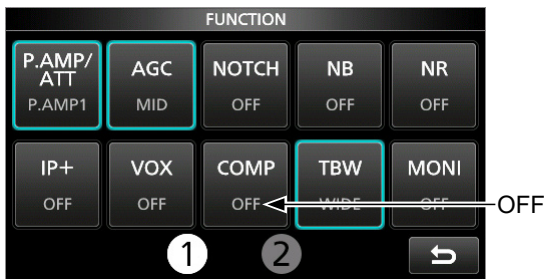 FUNCTION
P.AMP/
ATT
P.AMP1
AGC
MID
NOTCH
OFF
NB
OFF
NR
OFF
IP+
OFF
VOX
OFF
COMP
OFF
TBW
WIDE
MONI
OFF
OFF
1
2